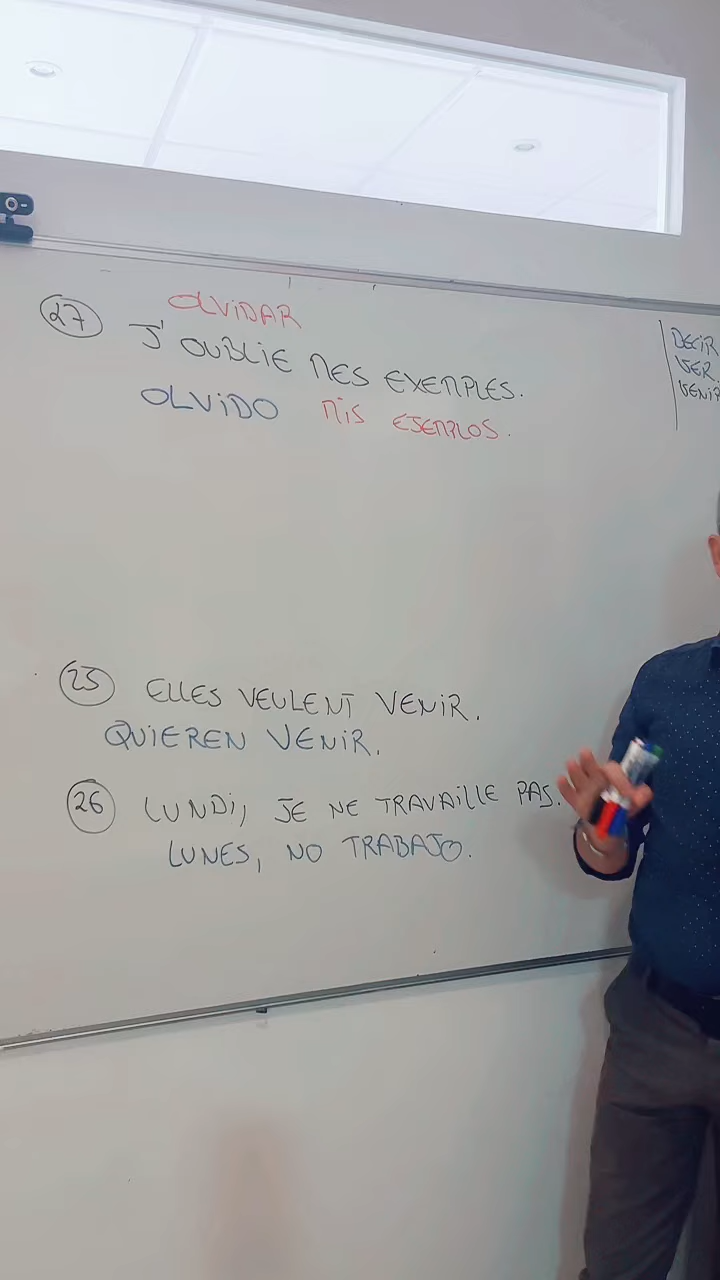 27
OLVIDAR
J'OUBLIE MES EXEMPLES.
OLVIDO MIS EJEMPLOS.
DECIR
VER
VENIR
25 ELLES VEULENT VENIR.
QUIEREN VENIR.
26 LUNDI, JE NE TRAVAILLE PAS.
LUNES, NO TRABAJO.